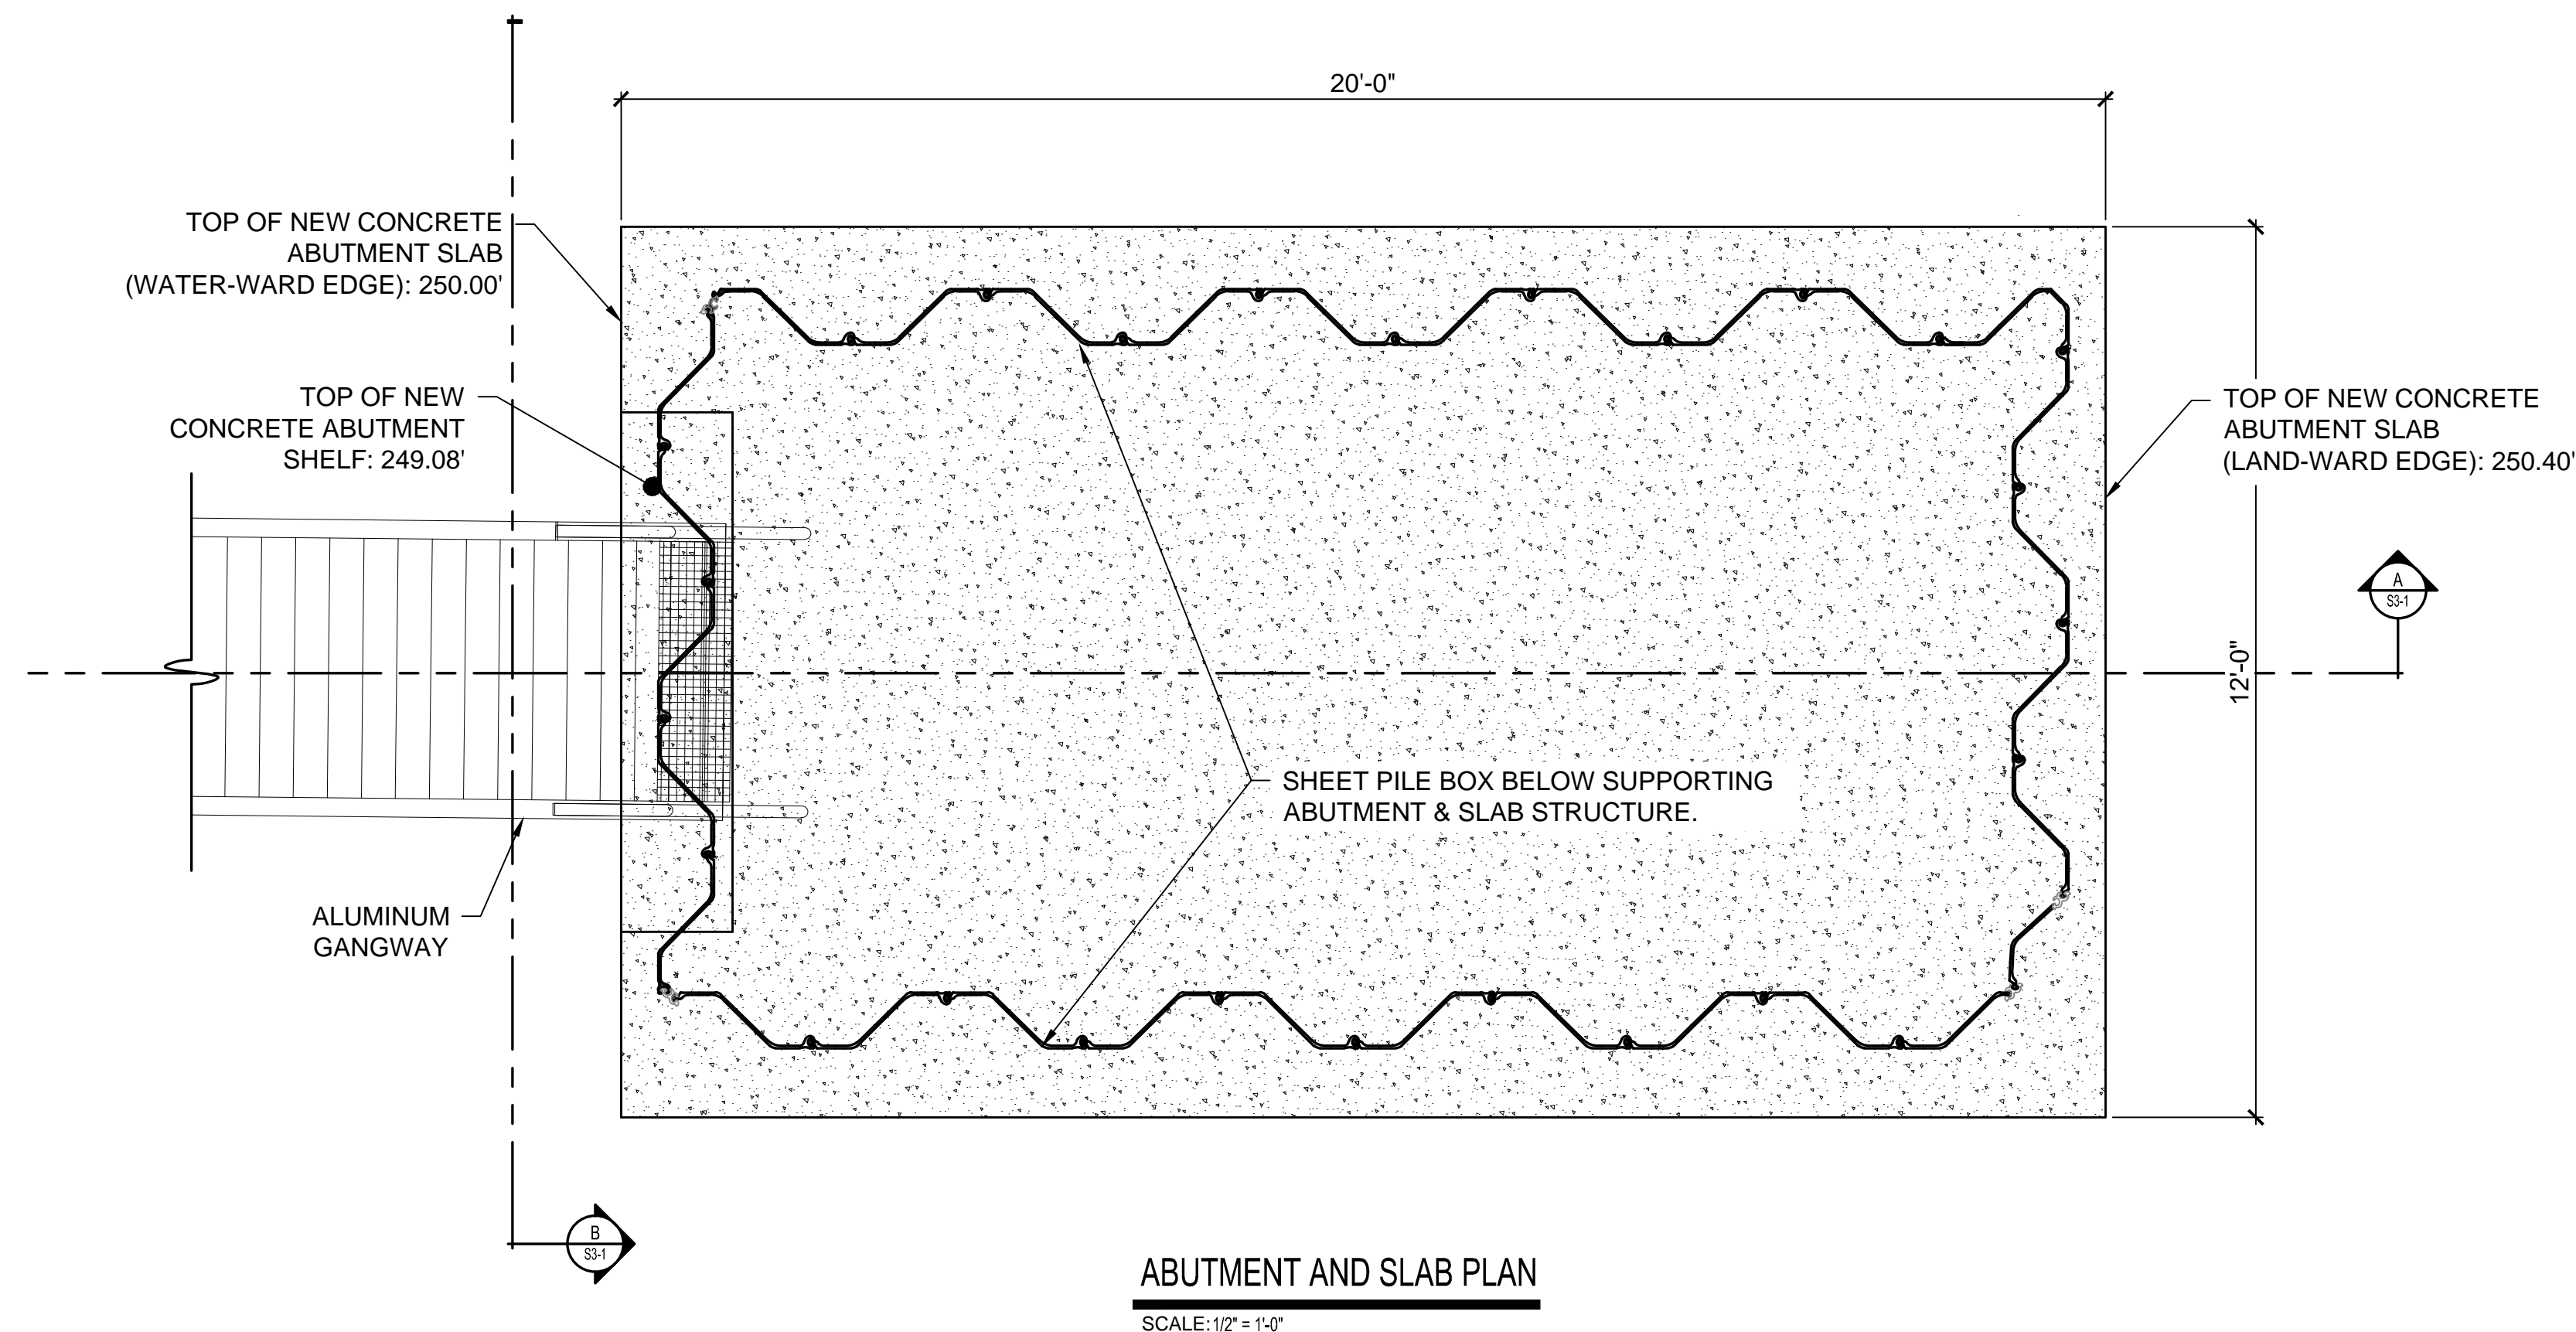 20'-0"
TOP OF NEW CONCRETE
ABUTMENT SLAB
(WATER-WARD EDGE): 250.00'
TOP OF NEW
CONCRETE ABUTMENT
SHELF: 249.08'
TOP OF NEW CONCRETE
ABUTMENT SLAB
(LAND-WARD EDGE): 250.40'
A
S3-1
12'-0"
SHEET PILE BOX BELOW SUPPORTING
ABUTMENT & SLAB STRUCTURE.
ALUMINUM
GANGWAY
B
S3-1
ABUTMENT AND SLAB PLAN
SCALE: 1/2" = 1'-0"